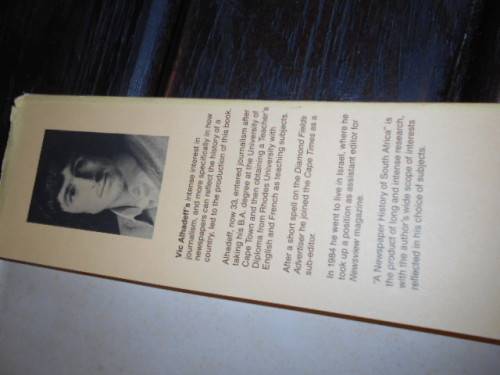 Vic Alhadeff's intense interest in
journalism, and more specifically in how
newspapers can reflect the history of a
country, led to the production of this book.
Alhadeff, now 33, entered journalism after
taking his B.A. degree at the University of
Cape Town and then obtaining a Teacher's
Diploma from Rhodes University with
English and French as teaching subjects.
After a short spell on the Diamond Fields
Advertiser he joined the Cape Times as a
sub-editor.
In 1984 he went to live in Israel, where he
took up a position as assistant editor for
Newsview magazine.
"A Newspaper History of South Africa" is
the product of long and intense research,
with the author's wide scope of interests
reflected in his choice of subjects.